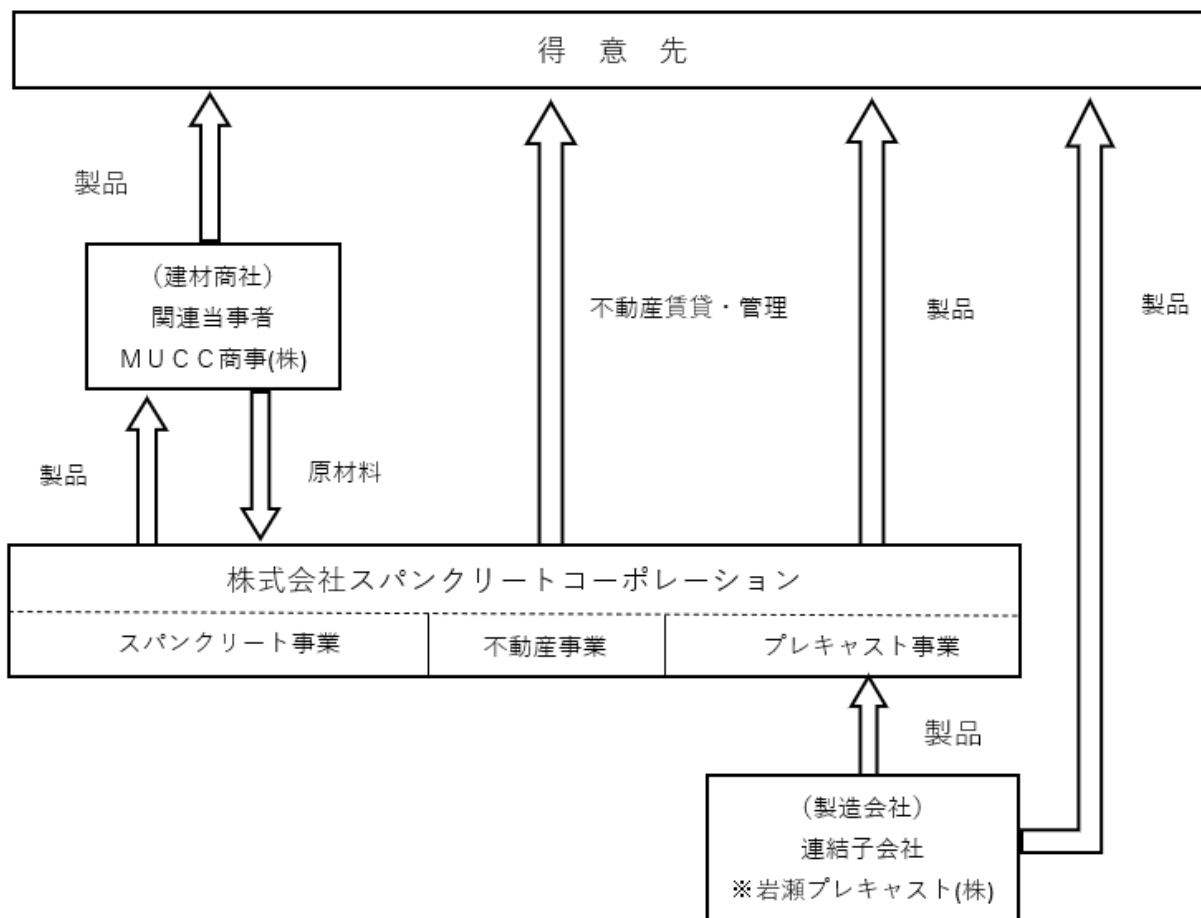 得 意 先
製品
（建材商社）
関連当事者
ＭＵＣＣ商事(株)
不動産賃貸・管理
製品
製品
製品
原材料
株式会社スパンクリートコーポレーション
スパンクリート事業
不動産事業
プレキャスト事業
製品
（製造会社）
連結子会社
※岩瀬プレキャスト(株)